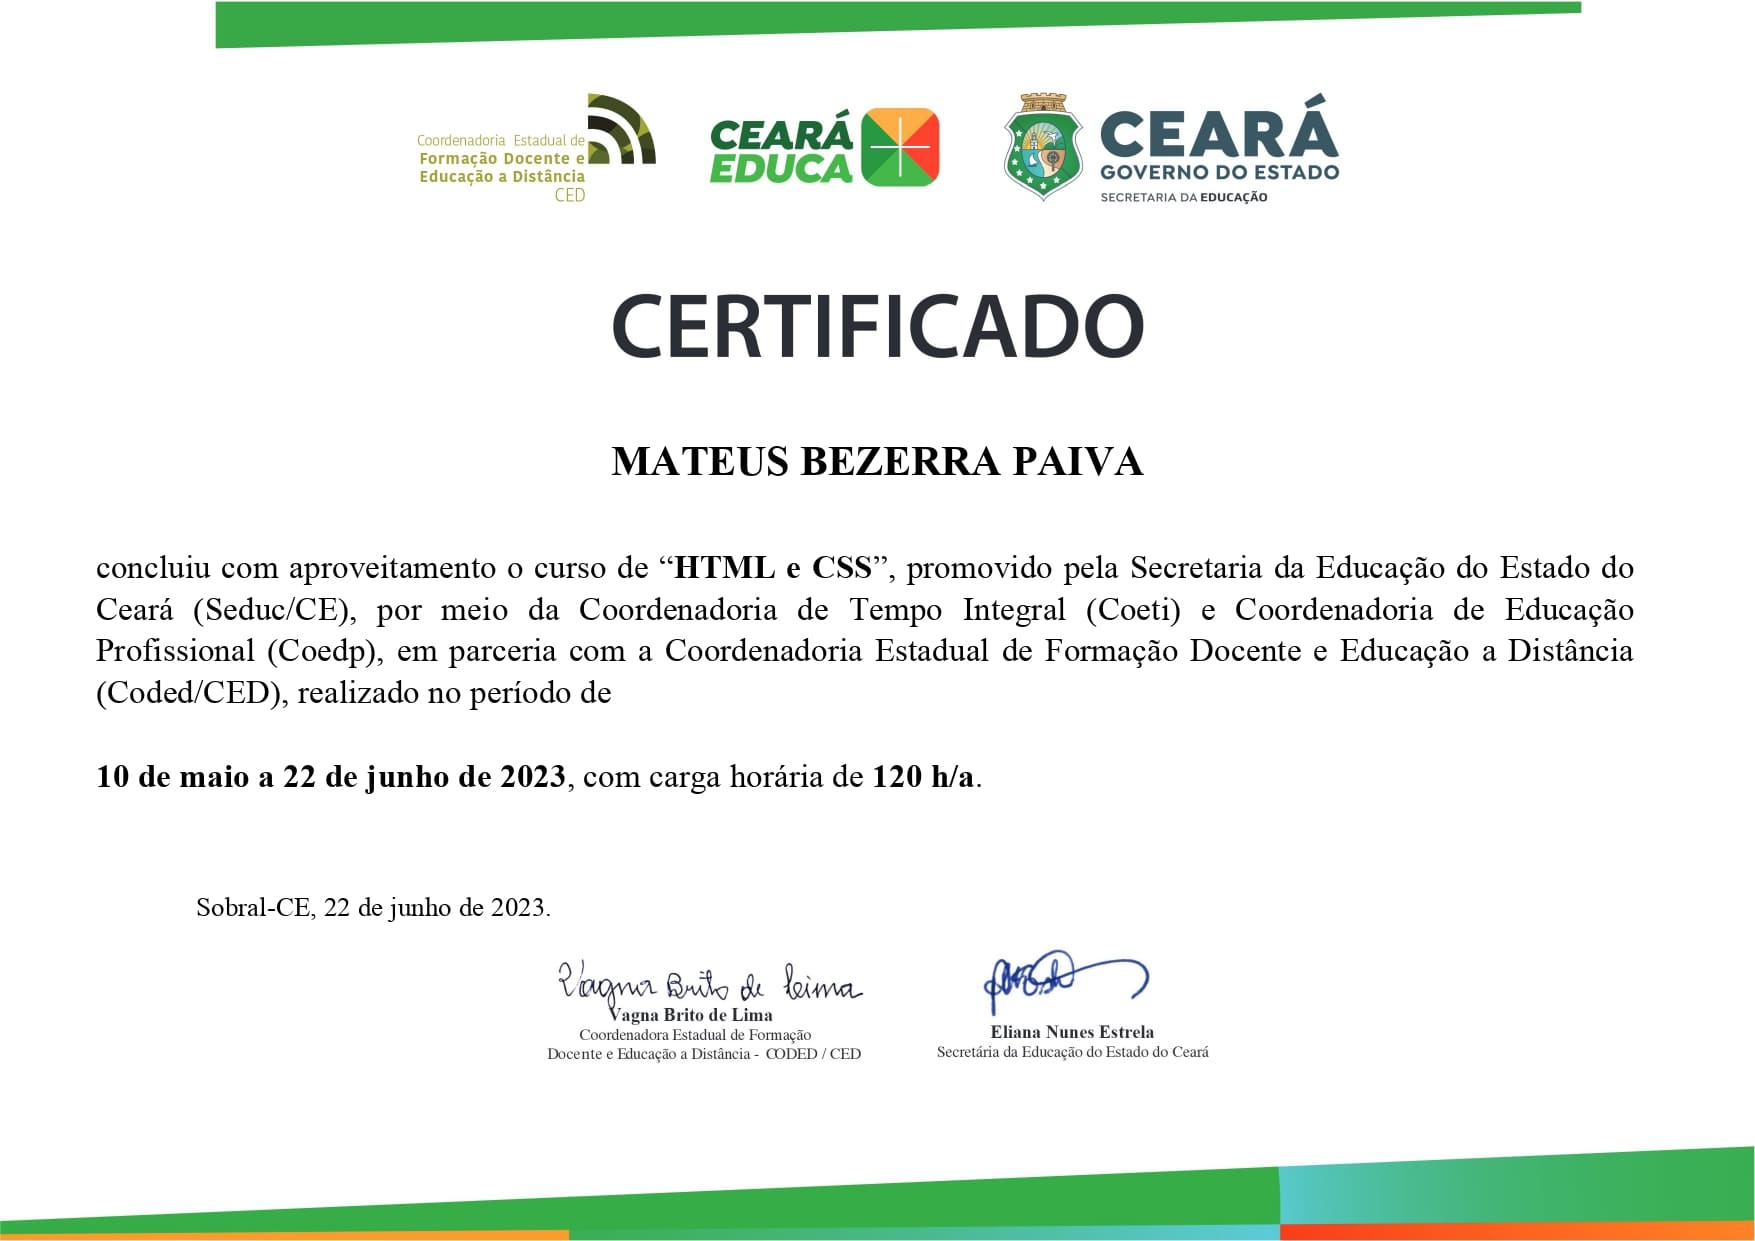 Coordenadoria Estadual de
Formação Docente e
Educação a Distância
CED
CEARÁ
EDUCA
CEARÁ
GOVERNO DO ESTADO
SECRETARIA DA EDUCAÇÃO
CERTIFICADO
MATEUS BEZERRA PAIVA
concluiu com aproveitamento o curso de “HTML e CSS”, promovido pela Secretaria da Educação do Estado do
Ceará (Seduc/CE), por meio da Coordenadoria de Tempo Integral (Coeti) e Coordenadoria de Educação
Profissional (Coedp), em parceria com a Coordenadoria Estadual de Formação Docente e Educação a Distância
(Coded/CED), realizado no período de
10 de maio a 22 de junho de 2023, com carga horária de 120 h/a.
Sobral-CE, 22 de junho de 2023.
Vagna Brito de Lima
Vagna Brito de Lima
Coordenadora Estadual de Formação
Docente e Educação a Distância - CODED / CED
Eliana Nunes Estrela
Secretária da Educação do Estado do Ceará